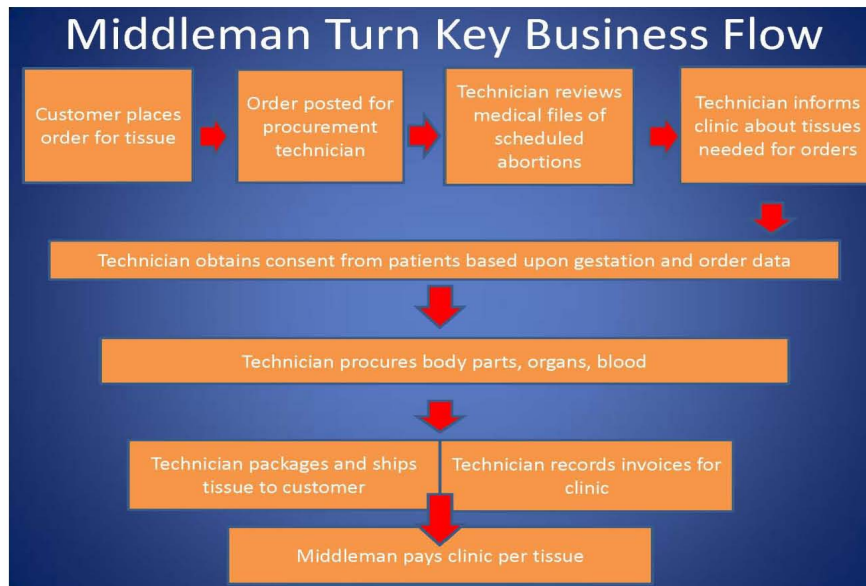 Middleman Turn Key Business Flow
Customer places
order for tissue
Order posted for
procurement
technician
Technician reviews
medical files of
scheduled
abortions
Technician informs
clinic about tissues
needed for orders
Technician obtains consent from patients based upon gestation and order data
Technician procures body parts, organs, blood
Technician packages and ships
tissue to customer
Technician records invoices for
clinic
Middleman pays clinic per tissue